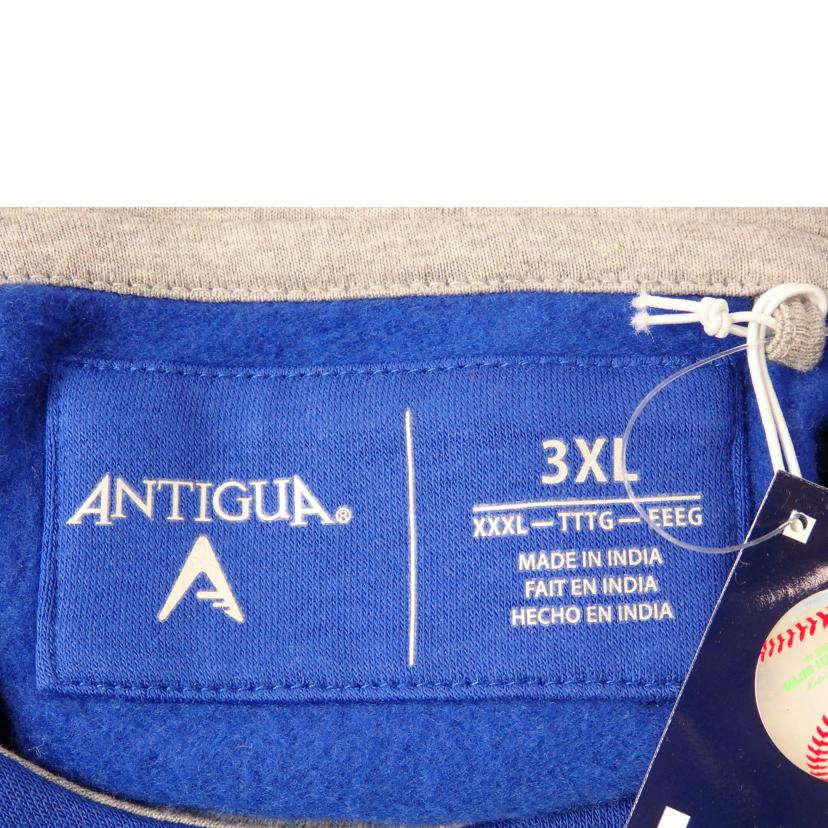 ANTIGUA®
3XL
XXXL — TTTG — EEEG
MADE IN INDIA
FAIT EN INDIA
HECHO EN INDIA